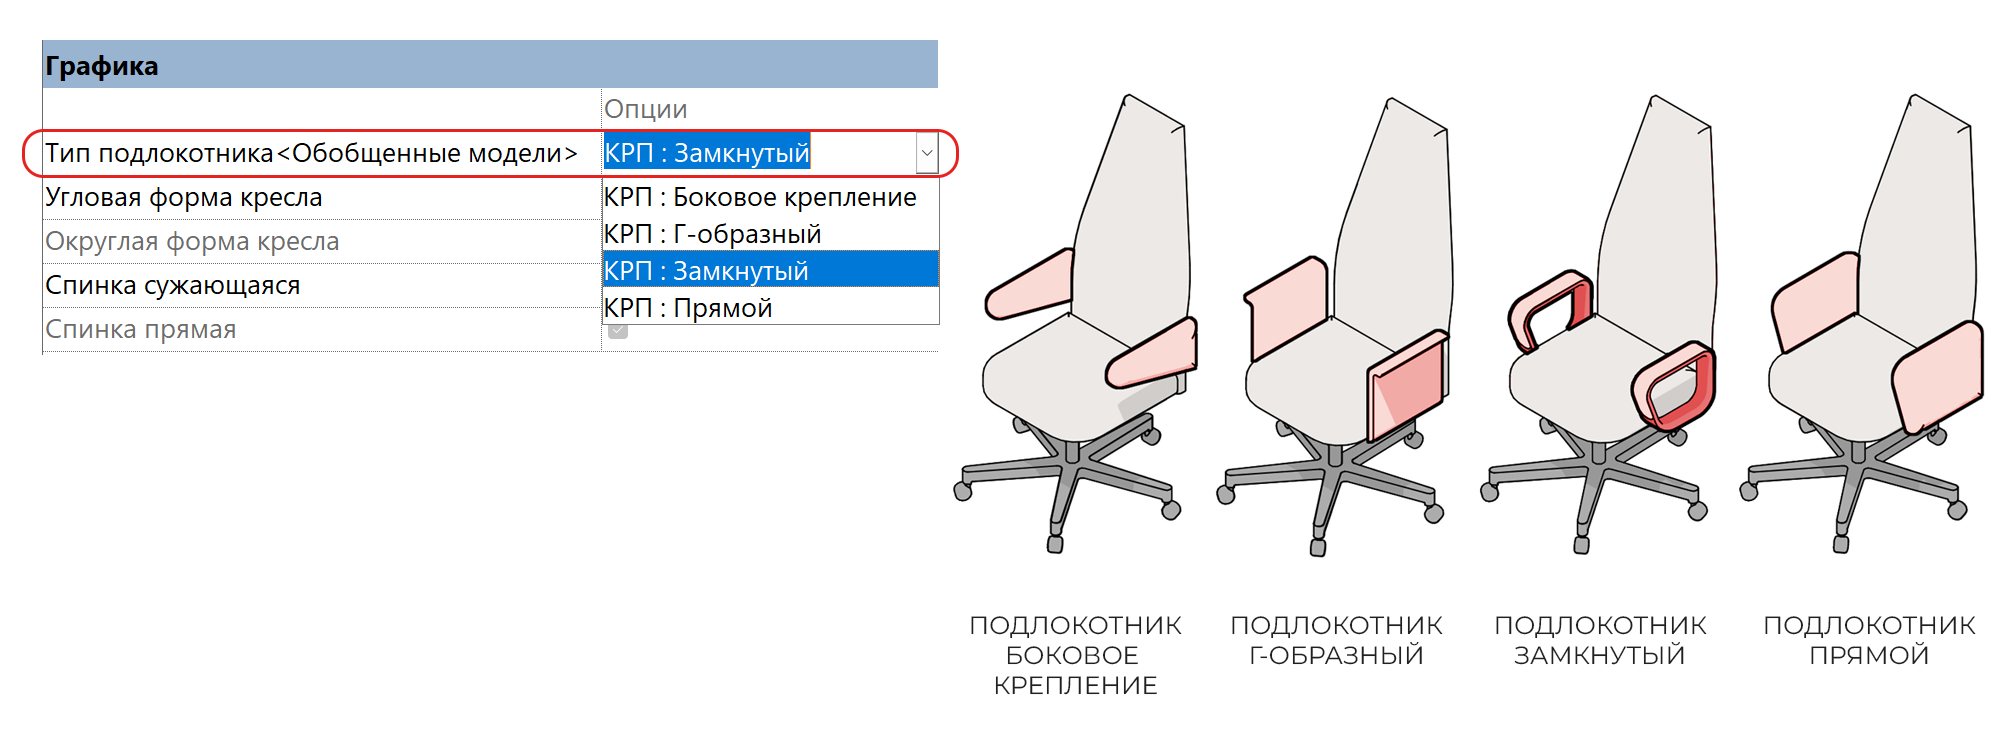 Графика
Опции
Тип подлокотника<Обобщенные модели> КРП : Замкнутый
Угловая форма кресла КРП : Боковое крепление
КРП : Г-образный
Округлая форма кресла
КРП : Замкнутый
Спинка сужающаяся
КРП : Прямой
Спинка прямая
ПОДЛОКОТНИК БОКОВОЕ КРЕПЛЕНИЕ
ПОДЛОКОТНИК Г-ОБРАЗНЫЙ
ПОДЛОКОТНИК ЗАМКНУТЫЙ
ПОДЛОКОТНИК ПРЯМОЙ